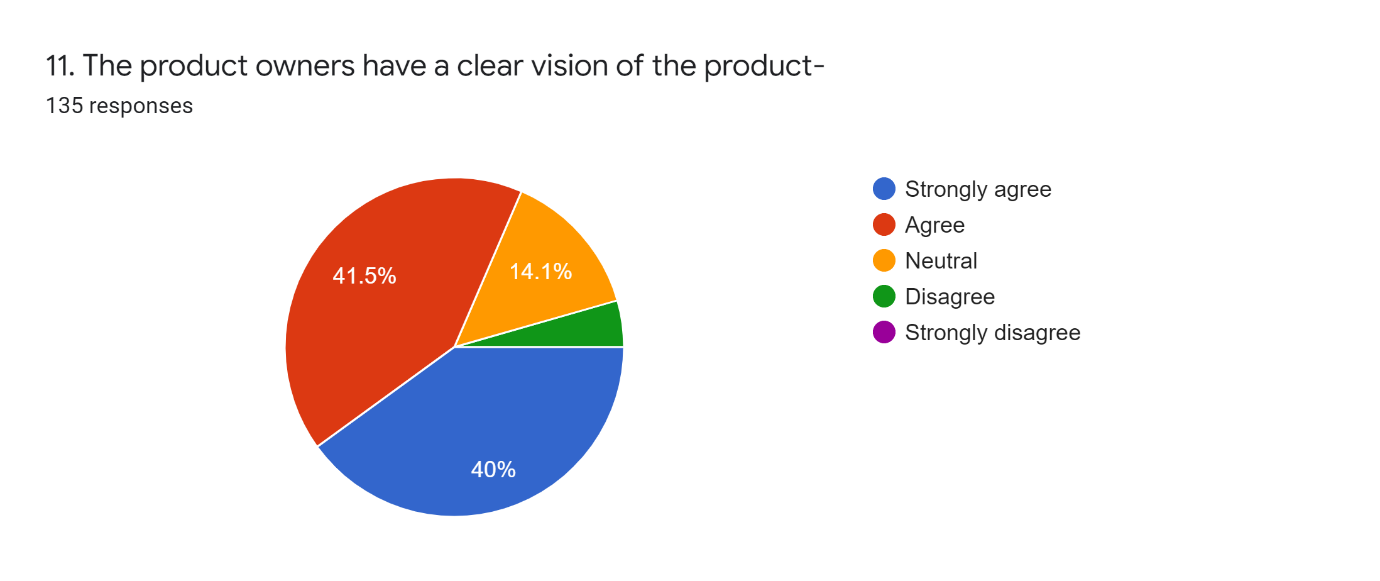 11. The product owners have a clear vision of the product-
135 responses
41.5%
14.1%
40%
Strongly agree
Agree
Neutral
Disagree
Strongly disagree